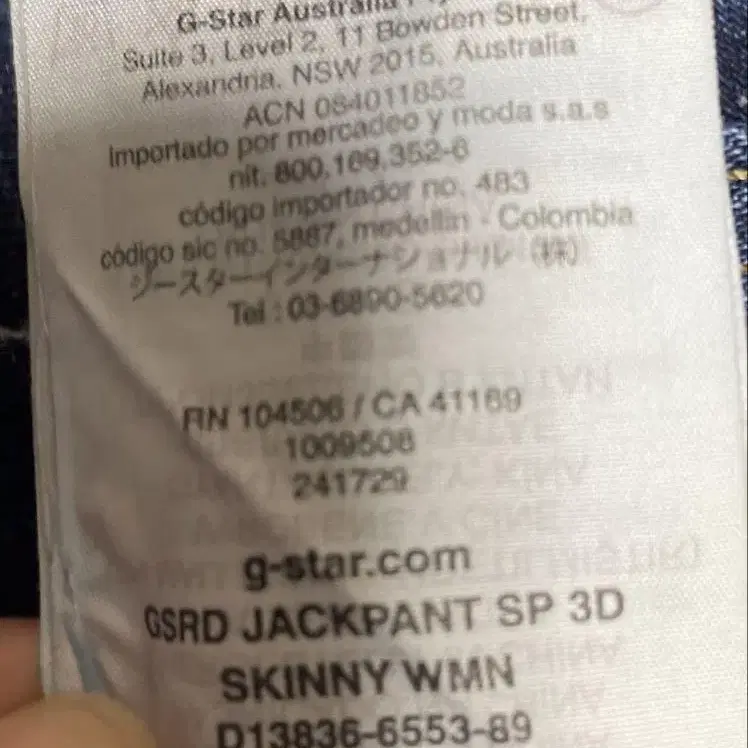 G-Star Australia
Suite 3, Level 2, 11 Bowden Street,
Alexandria, NSW 2015, Australia
ACN 084011852
Importado por mercadeo y moda s.a.s
nit. 800,169,352-6
código importador no. 483
código sic no. 5887, medellin - Colombia
ジースターインターナショナル (株)
Tel : 03-6890-5620
RN 104506 / CA 41169
1009508
241729
g-star.com
GSRD JACKPANT SP 3D
SKINNY WMN
D13836-6553-89